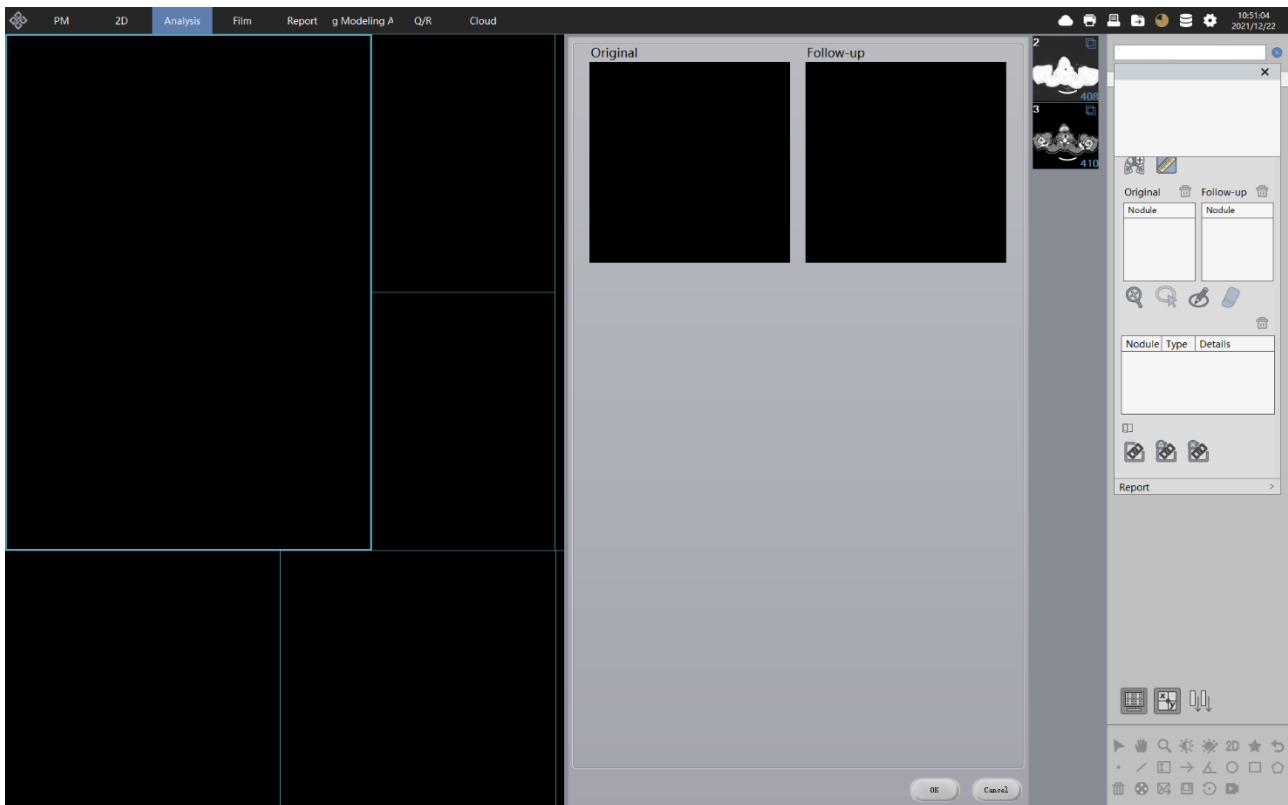 PM 2D Analysis Film Report g Modeling A Q/R Cloud
10:51:04
2021/12/22
Original Follow-up
2
408
3
410
Original Follow-up
Nodule Nodule
Nodule Type Details
Report >
2D
OK Cancel